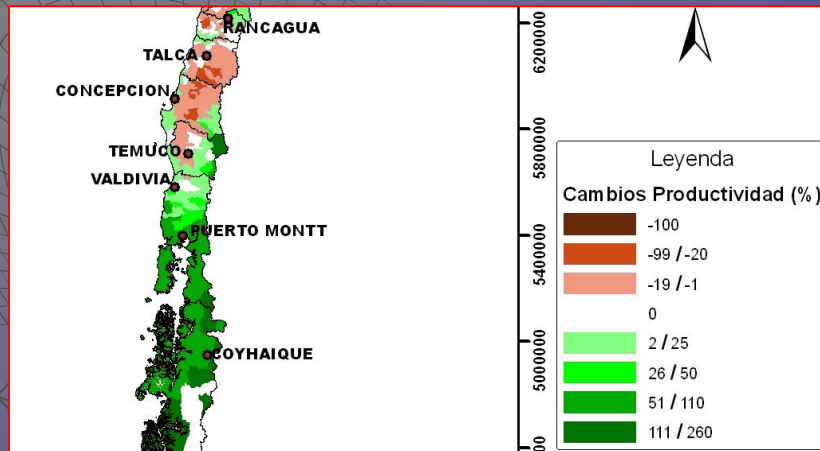 RANCAGUA
TALCA
CONCEPCION
TEMUCO
VALDIVIA
PUERTO MONTT
COYHAIQUE
6200000
5800000
5400000
5000000
00
Leyenda
Cambios Productividad (%)
-100
-99 / -20
-19 / -1
0
2 / 25
26 / 50
51 / 110
111 / 260